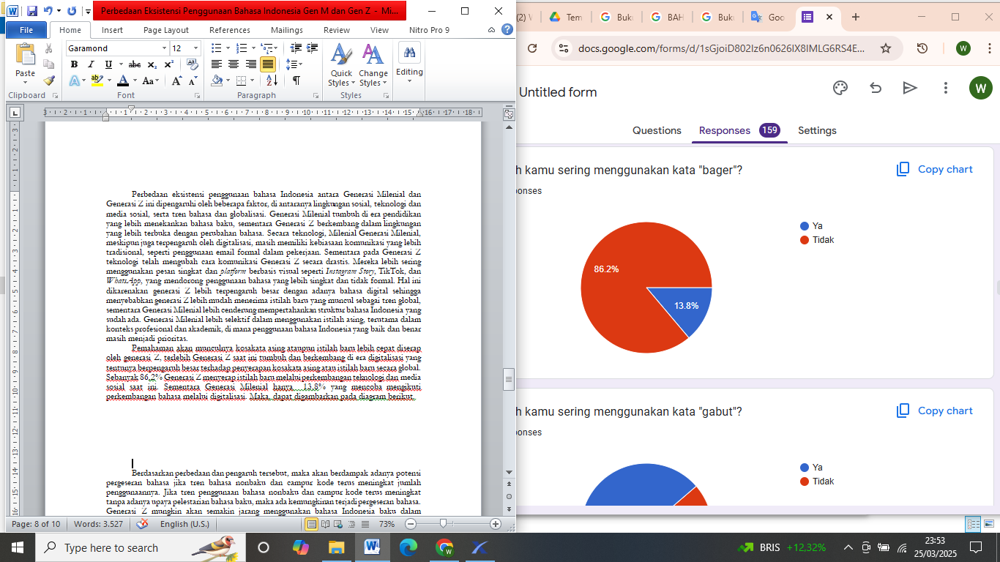 Perbedaan Eksistensi Penggunaan Bahasa Indonesia Gen M dan Gen Z - Mi...
File Home Insert Page Layout References Mailings Review View Nitro Pro 9
Garamond 12
Paste
B I U abc x₂ x²
Quick Styles
Change Styles
Editing
Clipboard Font Paragraph Styles
Perbedaan eksistensi penggunaan bahasa Indonesia antara Generasi Milenial dan
Generasi Z ini dipengaruhi oleh beberapa faktor, di antaranya lingkungan sosial, teknologi dan
media sosial, serta tren bahasa dan globalisasi. Generasi Milenial tumbuh di era pendidikan
yang lebih menekankan bahasa baku, sementara Generasi Z berkembang dalam lingkungan
yang lebih terbuka dengan perubahan bahasa. Secara teknologi, Milenial Generasi Milenial,
meskipun juga terpengaruh oleh digitalisasi, masih memiliki kebiasaan komunikasi yang lebih
tradisional, seperti penggunaan email formal dalam pekerjaan. Sementara pada Generasi Z
teknologi telah mengubah cara komunikasi Generasi Z secara drastis. Mereka lebih sering
menggunakan pesan singkat dan platform berbasis visual seperti Instagram Story, TikTok, dan
WhatsApp, yang mendorong penggunaan bahasa yang lebih singkat dan tidak formal. Hal ini
dikarenakan generasi Z lebih terpengaruh besar dengan adanya bahasa digital sehingga
menyebabkan generasi Z lebih mudah menerima istilah baru yang muncul sebagai tren global,
sementara Generasi Milenial lebih cenderung mempertahankan struktur bahasa Indonesia yang
sudah ada. Generasi Milenial lebih selektif dalam menggunakan istilah asing, terutama dalam
konteks profesional dan akademik, di mana penggunaan bahasa Indonesia yang baik dan benar
masih menjadi prioritas.
Pemahaman akan munculnya kosakata asing ataupun istilah baru lebih cepat diserap
oleh generasi Z, terlebih Generasi Z saat ini tumbuh dan berkembang di era digitalisasi yang
tentunya berpengaruh besar terhadap penyerapan kosakata asing atau istilah baru secara global.
Sebanyak 86,2% Generasi Z menyerap istilah baru melalui perkembangan teknologi dan media
sosial saat ini. Sementara Generasi Milenial hanya 13,8% yang mencoba mengikuti
perkembangan bahasa melalui digitalisasi. Maka, dapat digambarkan pada diagram berikut.
Berdasarkan perbedaan dan pengaruh tersebut, maka akan berdampak adanya potensi
pergeseran bahasa jika tren bahasa nonbaku dan campur kode terus meningkat jumlah
penggunaannya. Jika tren penggunaan bahasa nonbaku dan campur kode terus meningkat
tanpa adanya upaya pelestarian bahasa baku, maka ada kemungkinan terjadi pergeseran bahasa.
Generasi Z mungkin akan semakin jarang menggunakan bahasa Indonesia baku dalam
Page: 8 of 10 Words: 3.527 English (U.S.) 73%
(2) W Tem Buk BAH Buk Goo
docs.google.com/forms/d/1sGjoiD802Iz6n0626IX8IMLG6RS4E...
W
Untitled form
W
Questions Responses 159 Settings
h kamu sering menggunakan kata "bager"?
Copy chart
ponses
Ya
Tidak
86.2%
13.8%
h kamu sering menggunakan kata "gabut"?
Copy chart
ponses
Ya
Tidak
Type here to search
BRIS +12,32%
23:53
25/03/2025